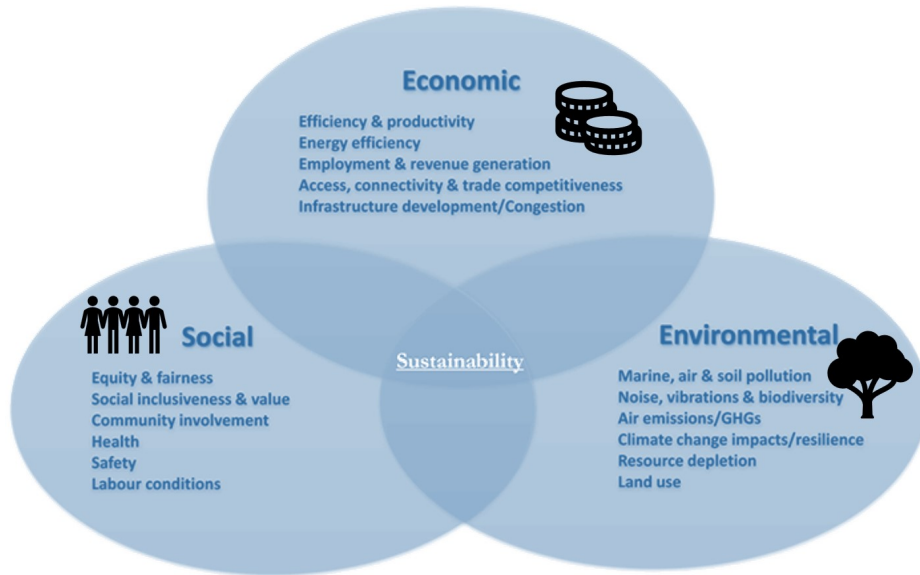 Economic
Efficiency & productivity
Energy efficiency
Employment & revenue generation
Access, connectivity & trade competitiveness
Infrastructure development/Congestion
Social
Equity & fairness
Social inclusiveness & value
Community involvement
Health
Safety
Labour conditions
Sustainability
Environmental
Marine, air & soil pollution
Noise, vibrations & biodiversity
Air emissions/GHGs
Climate change impacts/resilience
Resource depletion
Land use